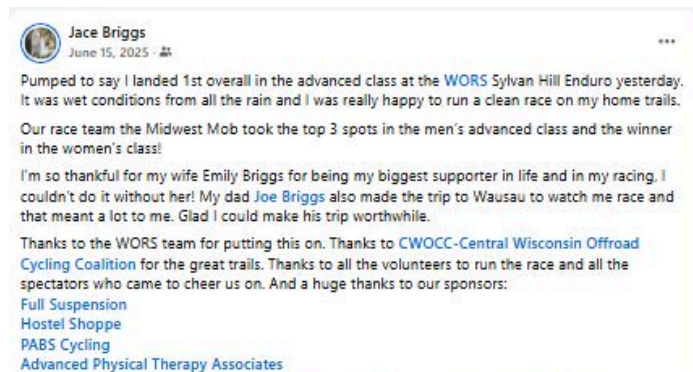 Jace Briggs
June 15, 2025 ·
Pumped to say I landed 1st overall in the advanced class at the WORS Sylvan Hill Enduro yesterday.
It was wet conditions from all the rain and I was really happy to run a clean race on my home trails.
Our race team the Midwest Mob took the top 3 spots in the men's advanced class and the winner
in the women's class!
I'm so thankful for my wife Emily Briggs for being my biggest supporter in life and in my racing, I
couldn't do it without her! My dad Joe Briggs also made the trip to Wausau to watch me race and
that meant a lot to me. Glad I could make his trip worthwhile.
Thanks to the WORS team for putting this on. Thanks to CWOCC-Central Wisconsin Offroad
Cycling Coalition for the great trails. Thanks to all the volunteers to run the race and all the
spectators who came to cheer us on. And a huge thanks to our sponsors:
Full Suspension
Hostel Shoppe
PABS Cycling
Advanced Physical Therapy Associates